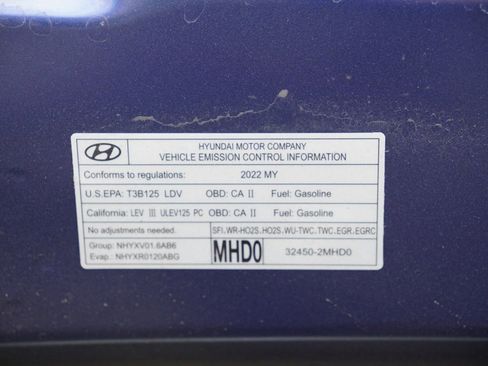 HYUNDAI MOTOR COMPANY
VEHICLE EMISSION CONTROL INFORMATION
Conforms to regulations: 2022 MY
U.S.EPA: T3B125 LDV OBD: CA II Fuel: Gasoline
California: LEV III ULEV125 PC OBD: CA II Fuel: Gasoline
No adjustments needed. SFI,WR-HO2S,HO2S,WU-TWC,TWC,EGR,EGRC
Group: NHYXV01.6AB6
Evap.: NHYXR0120ABG
MHD0 32450-2MHD0